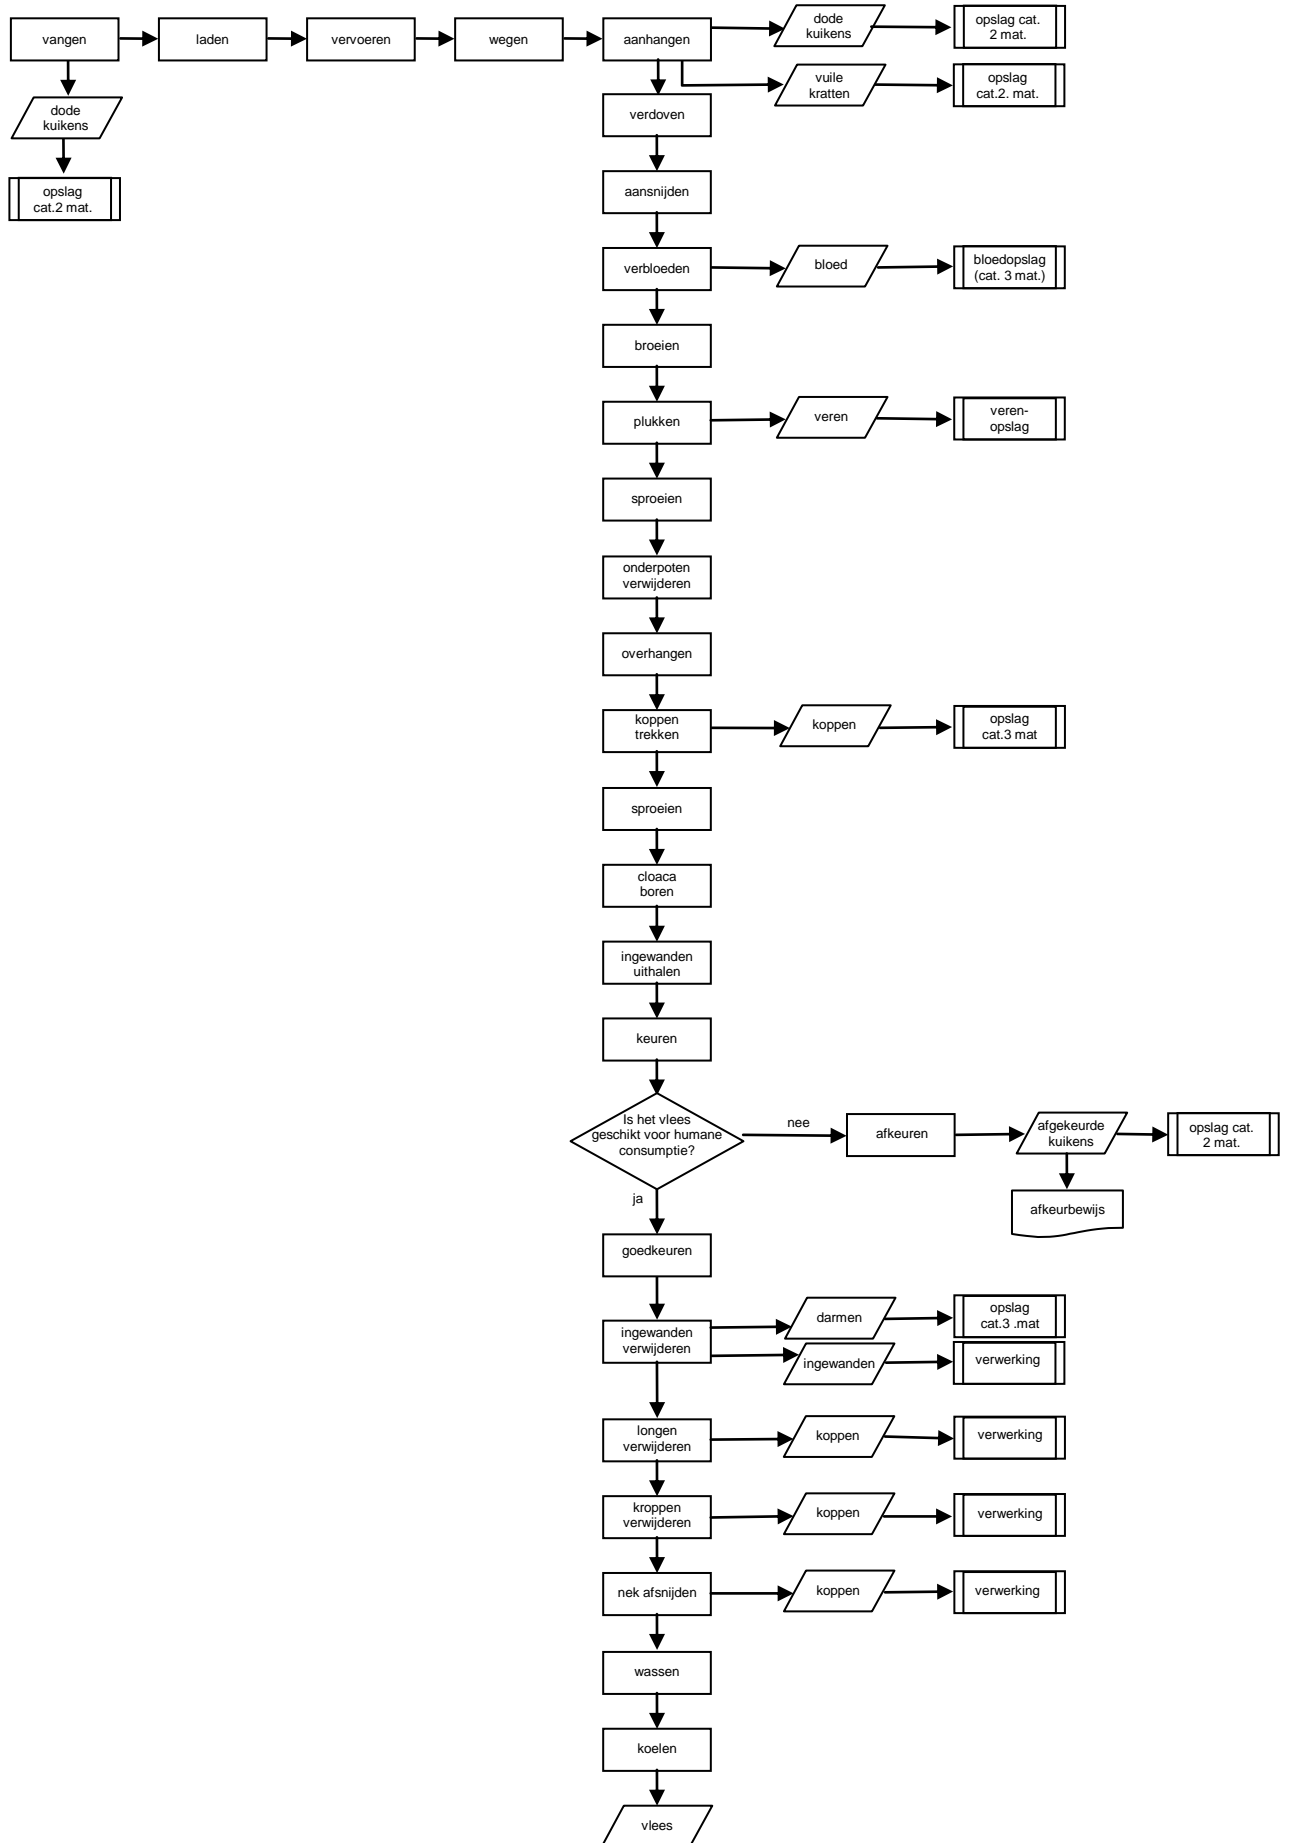 vangen
laden
vervoeren
wegen
aanhangen
dode
kuikens
opslag cat.
2 mat.
vuile
kratten
opslag
cat.2. mat.
dode
kuikens
opslag
cat.2 mat.
verdoven
aansnijden
verbloeden
bloed
bloedopslag
(cat. 3 mat.)
broeien
plukken
veren
veren-
opslag
sproeien
onderpoten
verwijderen
overhangen
koppen
trekken
koppen
opslag
cat.3 mat
sproeien
cloaca
boren
ingewanden
uithalen
keuren
Is het vlees
geschikt voor humane
consumptie?
nee
afkeuren
afgekeurde
kuikens
opslag cat.
2 mat.
afkeurbewijs
ja
goedkeuren
ingewanden
verwijderen
darmen
opslag
cat.3 .mat
ingewanden
verwerking
longen
verwijderen
koppen
verwerking
kroppen
verwijderen
koppen
verwerking
nek afsnijden
koppen
verwerking
wassen
koelen
vlees